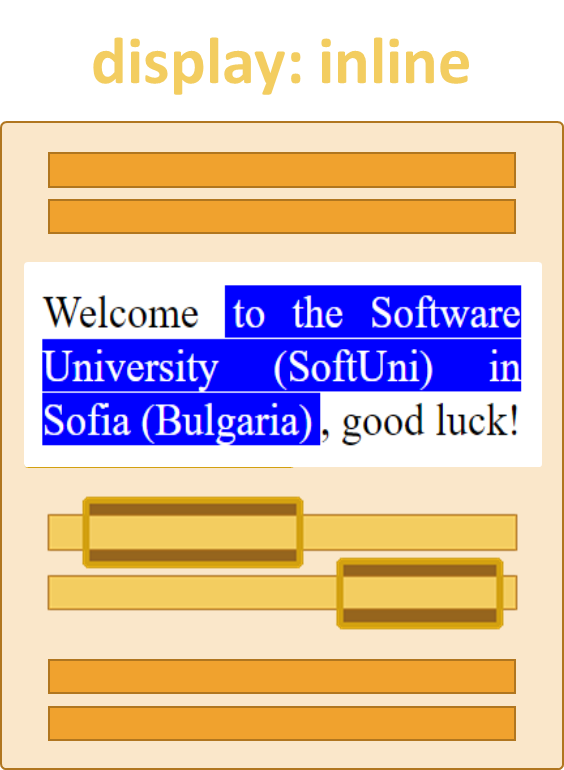 display: inline
Welcome to the Software
University (SoftUni) in
Sofia (Bulgaria), good luck!